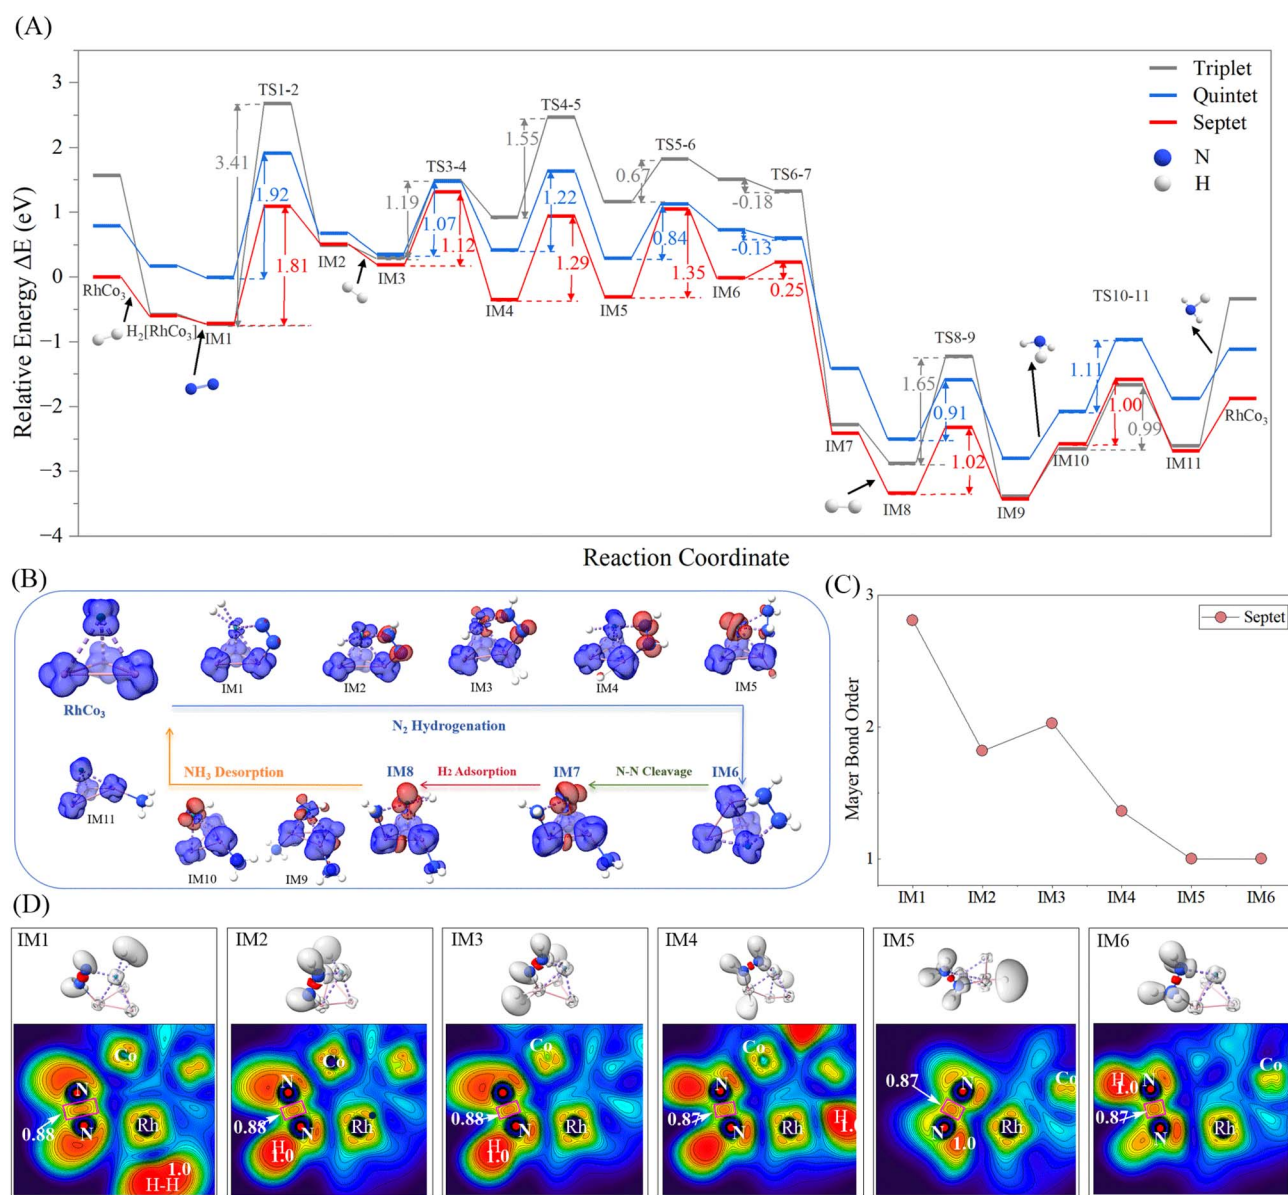 (A)
3
2
1
0
−1
−2
−3
−4
Relative Energy ΔE (eV)
Reaction Coordinate
Triplet
Quintet
Septet
N
H
RhCo3
H2[RhCo3]
IM1
TS1-2
3.41
1.92
1.81
IM2
IM3
TS3-4
1.19
1.07
1.12
IM4
TS4-5
1.55
1.22
1.29
IM5
TS5-6
0.67
0.84
1.35
IM6
-0.18
-0.13
0.25
TS6-7
IM7
IM8
TS8-9
1.65
0.91
1.02
IM9
IM10
TS10-11
1.11
1.00
0.99
IM11
RhCo3
(B)
RhCo3
IM1
IM2
IM3
IM4
IM5
N2 Hydrogenation
NH3 Desorption
IM8
H2 Adsorption
IM7
N-N Cleavage
IM6
IM11
IM10
IM9
(C)
3
2
1
Mayer Bond Order
Septet
IM1 IM2 IM3 IM4 IM5 IM6
(D)
IM1
Co
N
N
Rh
0.88
1.0
H-H
IM2
Co
N
N
Rh
0.88
H
1.0
IM3
Co
N
N
Rh
0.88
H
1.0
IM4
Co
N
N
Rh
0.87
H
1.0
IM5
Co
N
N
Rh
0.87
1.0
IM6
Co
H
1.0
N
N
Rh
0.87